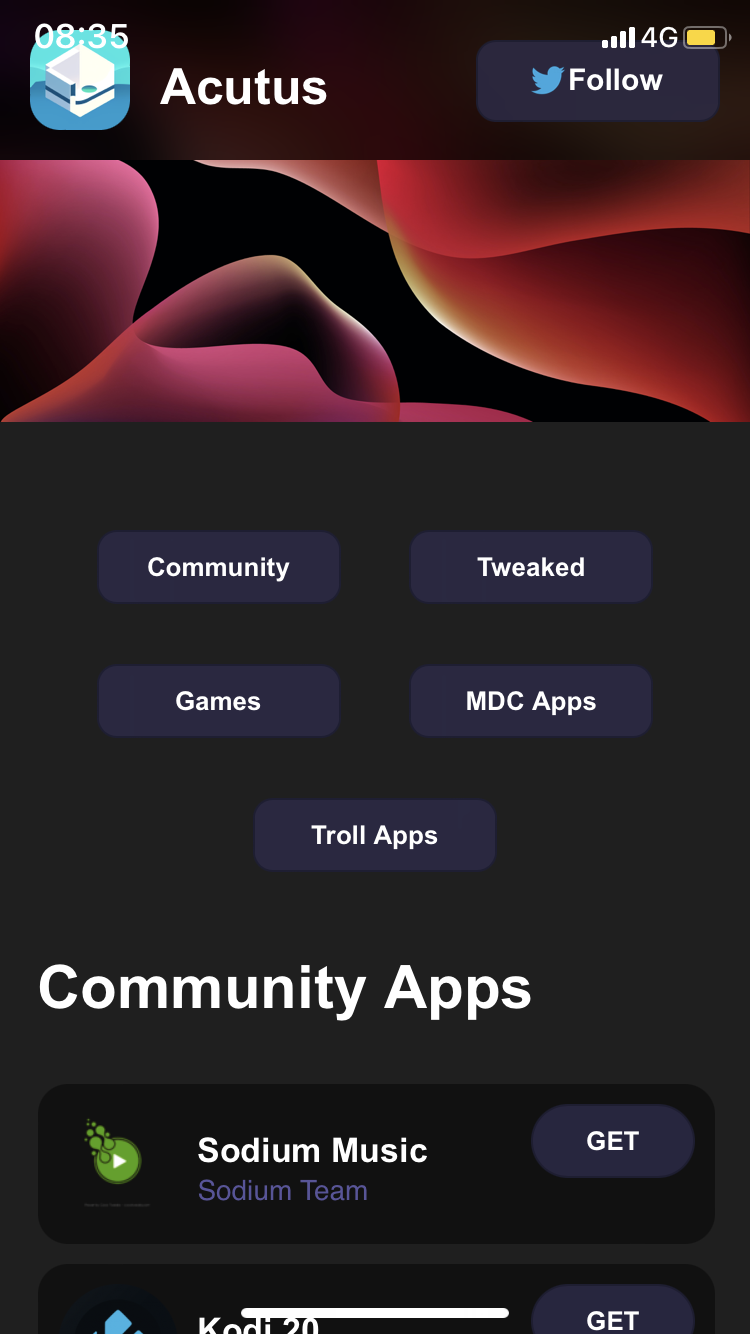 08:35
4G
Acutus
Follow
Community
Tweaked
Games
MDC Apps
Troll Apps
Community Apps
Sodium Music
GET
Sodium Team
Kodi 20
GET